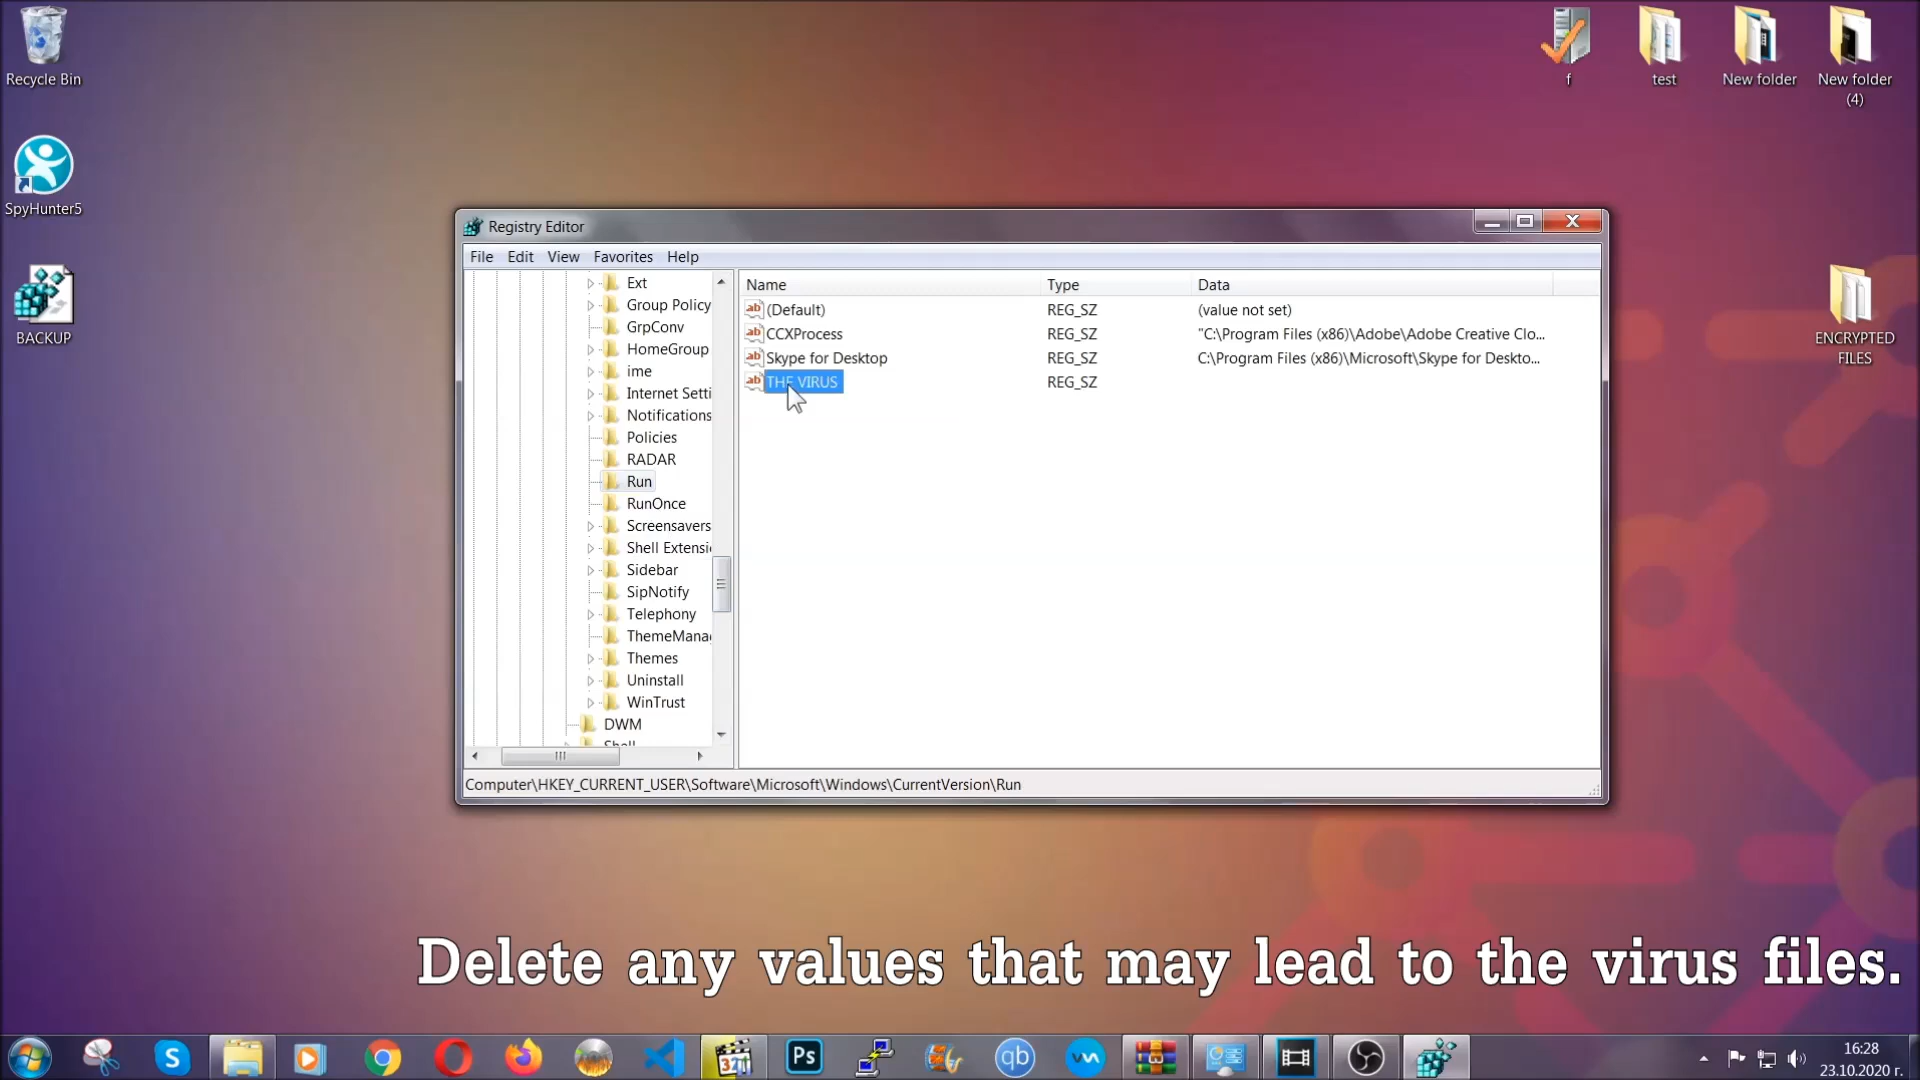 Recycle Bin
SpyHunter5
BACKUP
f
test
New folder
New folder
(4)
ENCRYPTED
FILES
Registry Editor
File Edit View Favorites Help
Ext
Group Policy
GrpConv
HomeGroup
ime
Internet Setti
Notifications
Policies
RADAR
Run
RunOnce
Screensavers
Shell Extensi
Sidebar
SipNotify
Telephony
ThemeManag
Themes
Uninstall
WinTrust
DWM
Shell
Name Type Data
(Default) REG_SZ (value not set)
CCXProcess REG_SZ "C:\Program Files (x86)\Adobe\Adobe Creative Clo...
Skype for Desktop REG_SZ C:\Program Files (x86)\Microsoft\Skype for Deskto...
THE VIRUS REG_SZ
Computer\HKEY_CURRENT_USER\Software\Microsoft\Windows\CurrentVersion\Run
Delete any values that may lead to the virus files.
S
321
Ps
qb
16:28
23.10.2020 г.